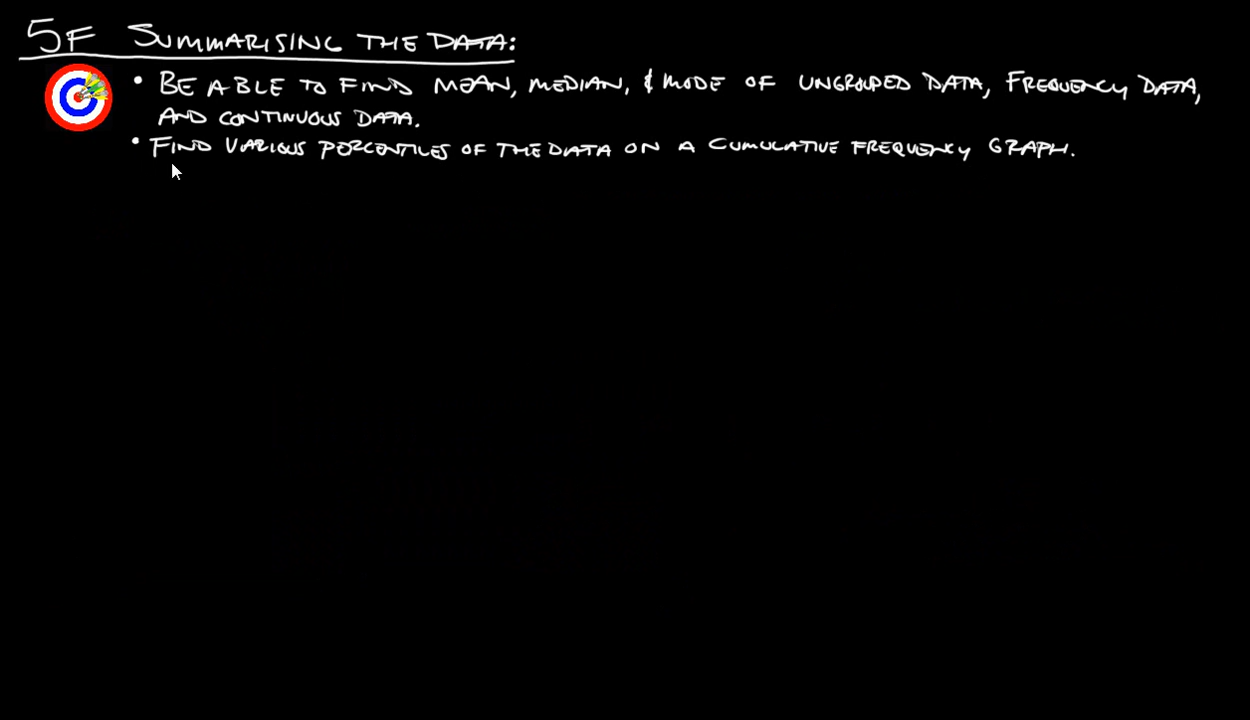 5F SUMMARISING THE DATA:
• BE ABLE TO FIND MEAN, MEDIAN, & MODE OF UNGROUPED DATA, FREQUENCY DATA,
AND CONTINUOUS DATA.
• FIND VARIOUS PERCENTILES OF THE DATA ON A CUMULATIVE FREQUENCY GRAPH.